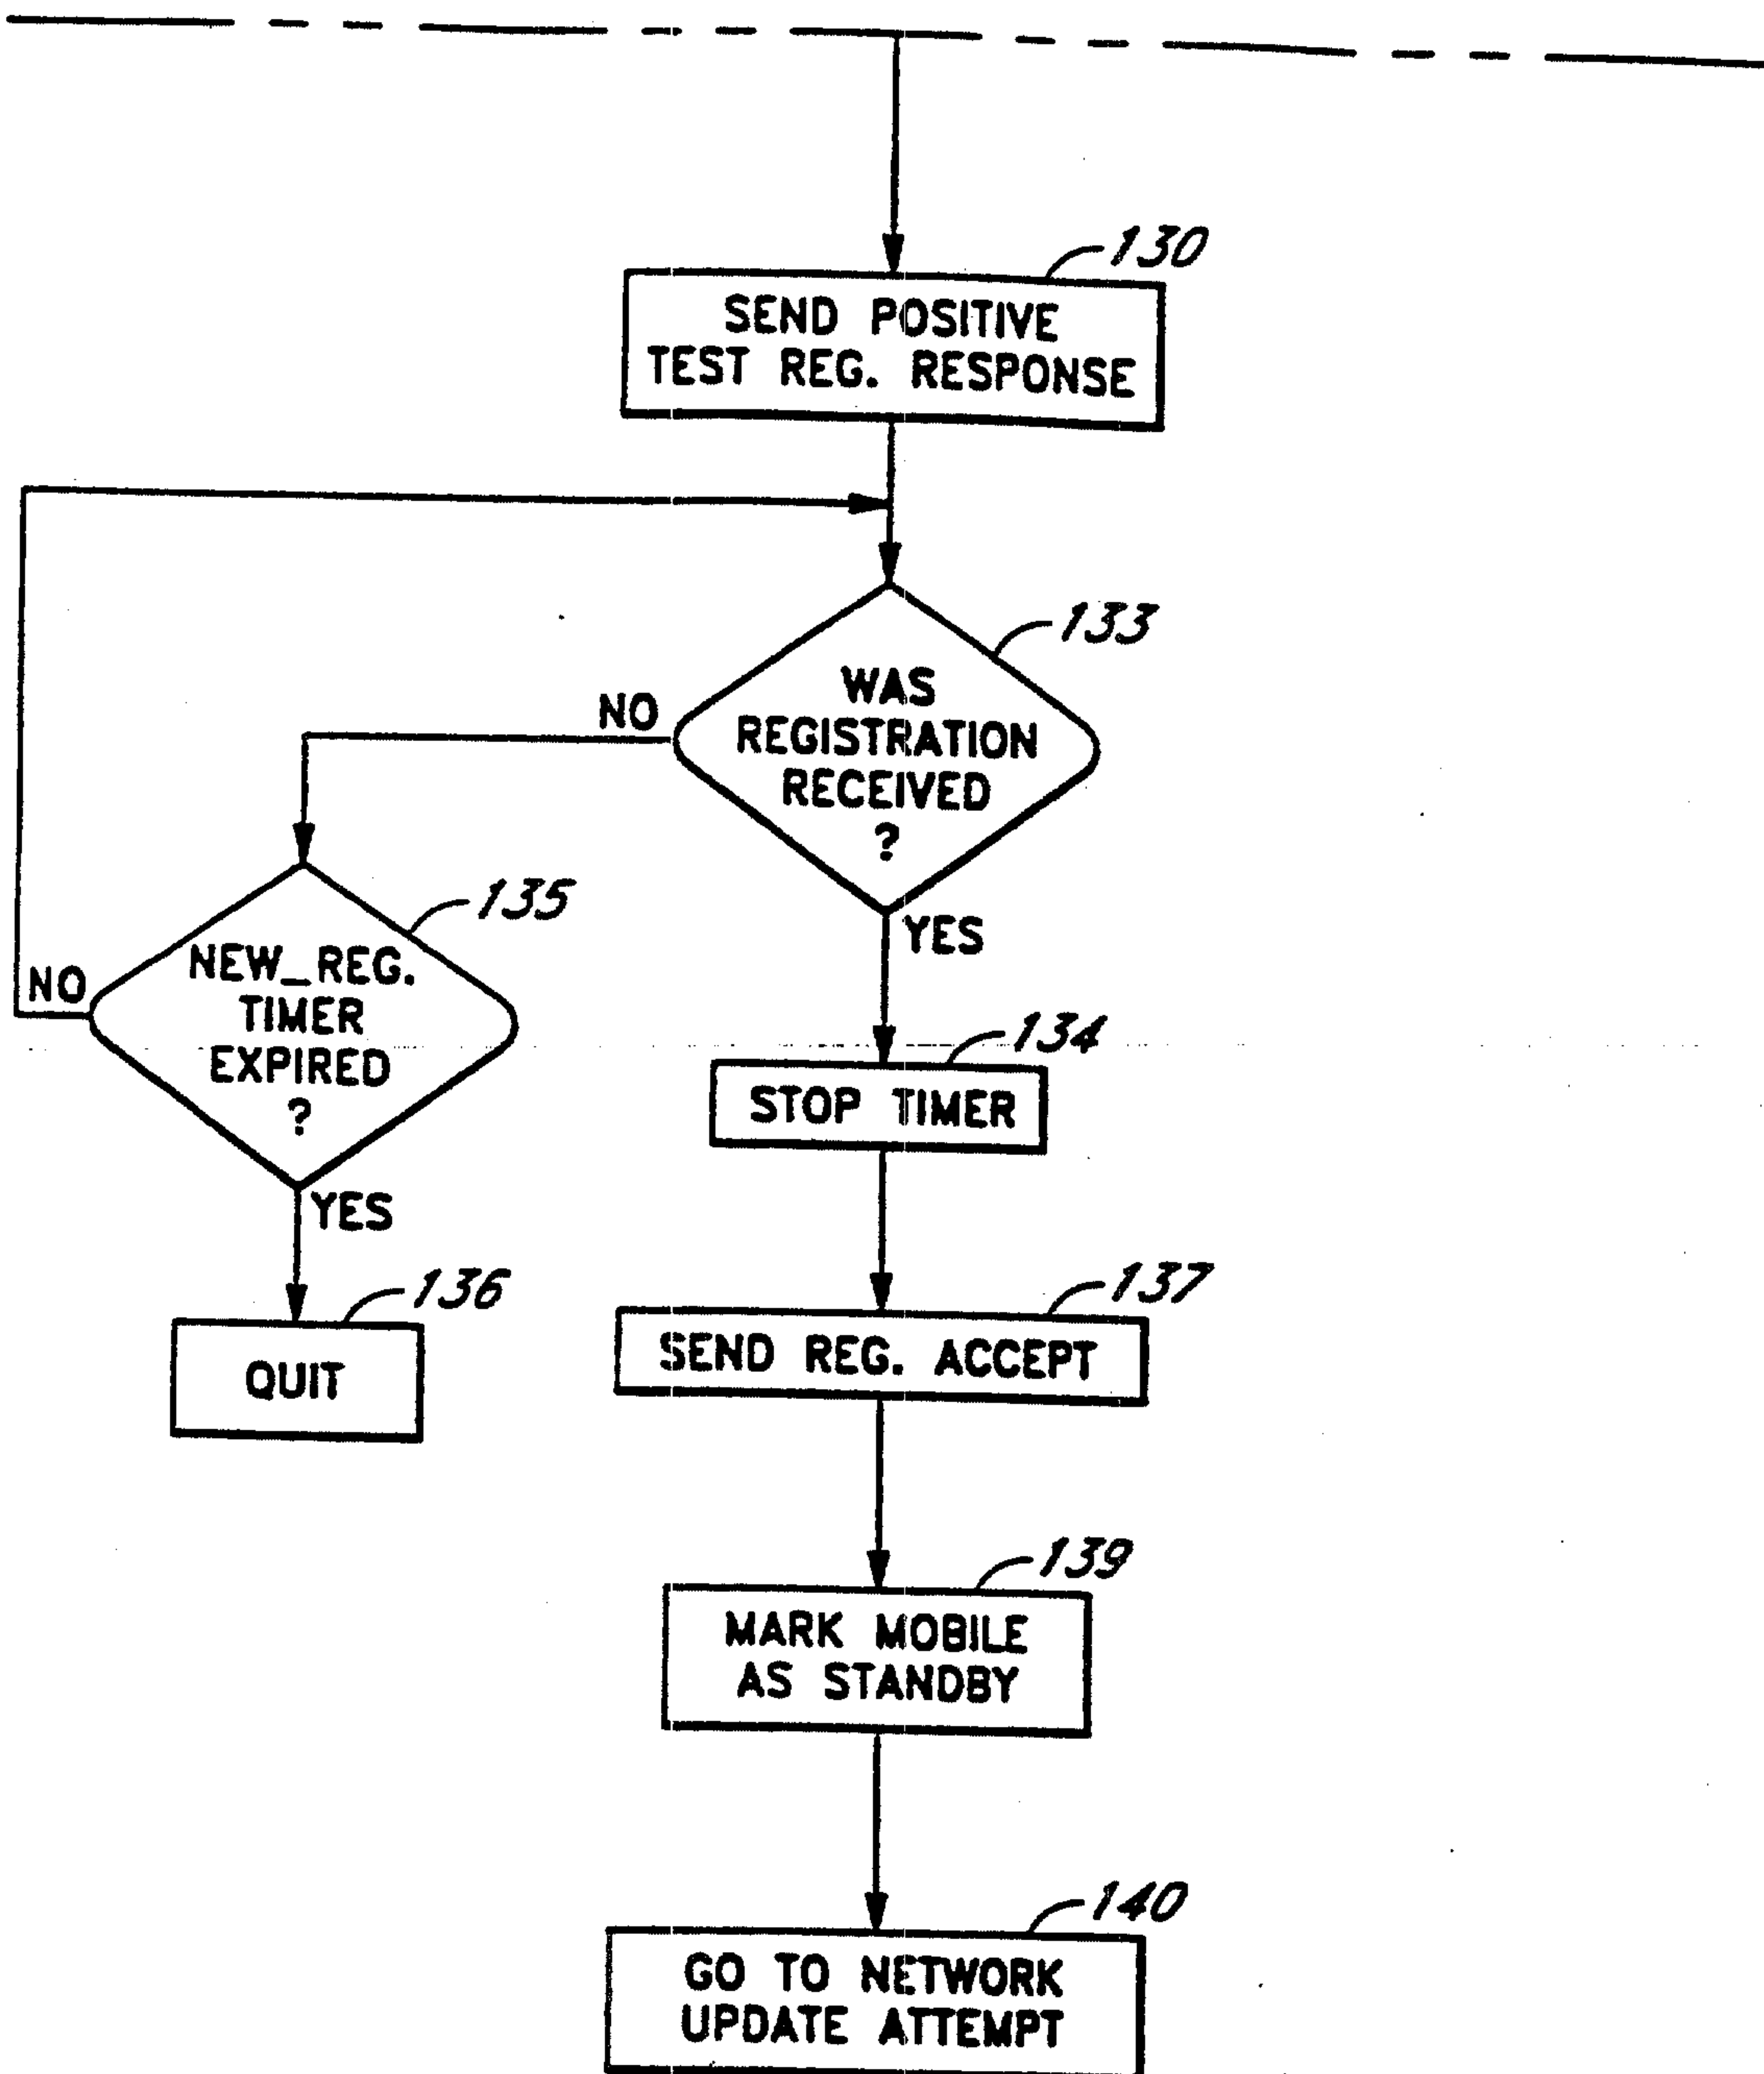 130
SEND POSITIVE
TEST REG. RESPONSE
133
WAS
REGISTRATION
RECEIVED
?
NO
YES
135
NEW_REG.
TIMER
EXPIRED
?
NO
YES
134
STOP TIMER
136
QUIT
137
SEND REG. ACCEPT
139
MARK MOBILE
AS STANDBY
140
GO TO NETWORK
UPDATE ATTEMPT